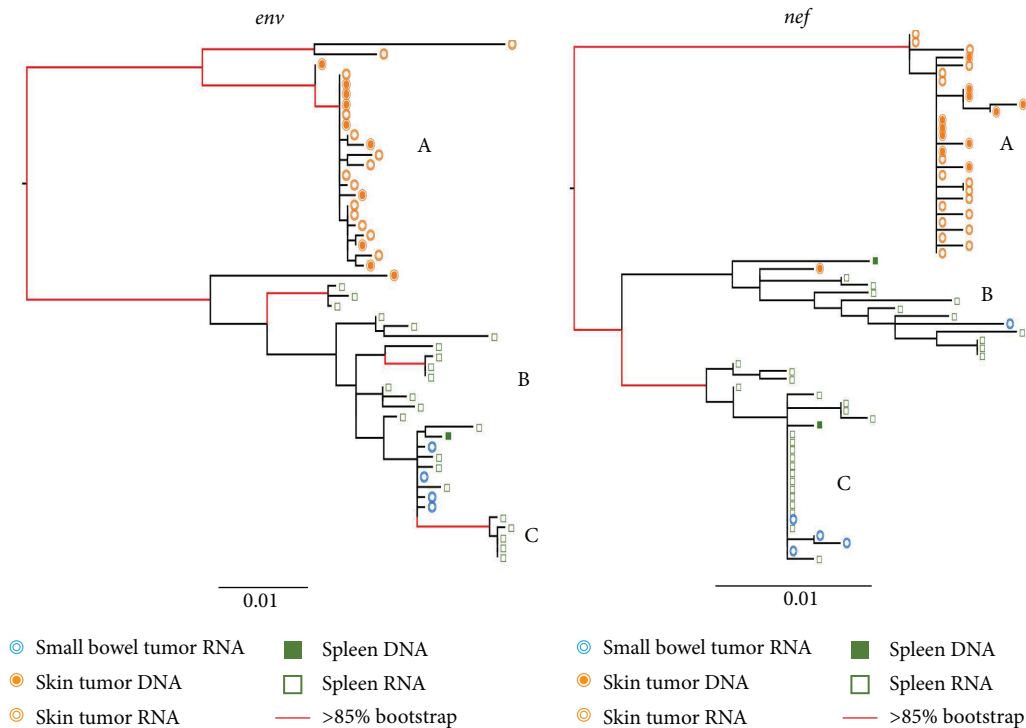 env
nef
A
A
B
B
C
C
0.01
0.01
Small bowel tumor RNA
Spleen DNA
Skin tumor DNA
Spleen RNA
Skin tumor RNA
>85% bootstrap
Small bowel tumor RNA
Spleen DNA
Skin tumor DNA
Spleen RNA
Skin tumor RNA
>85% bootstrap